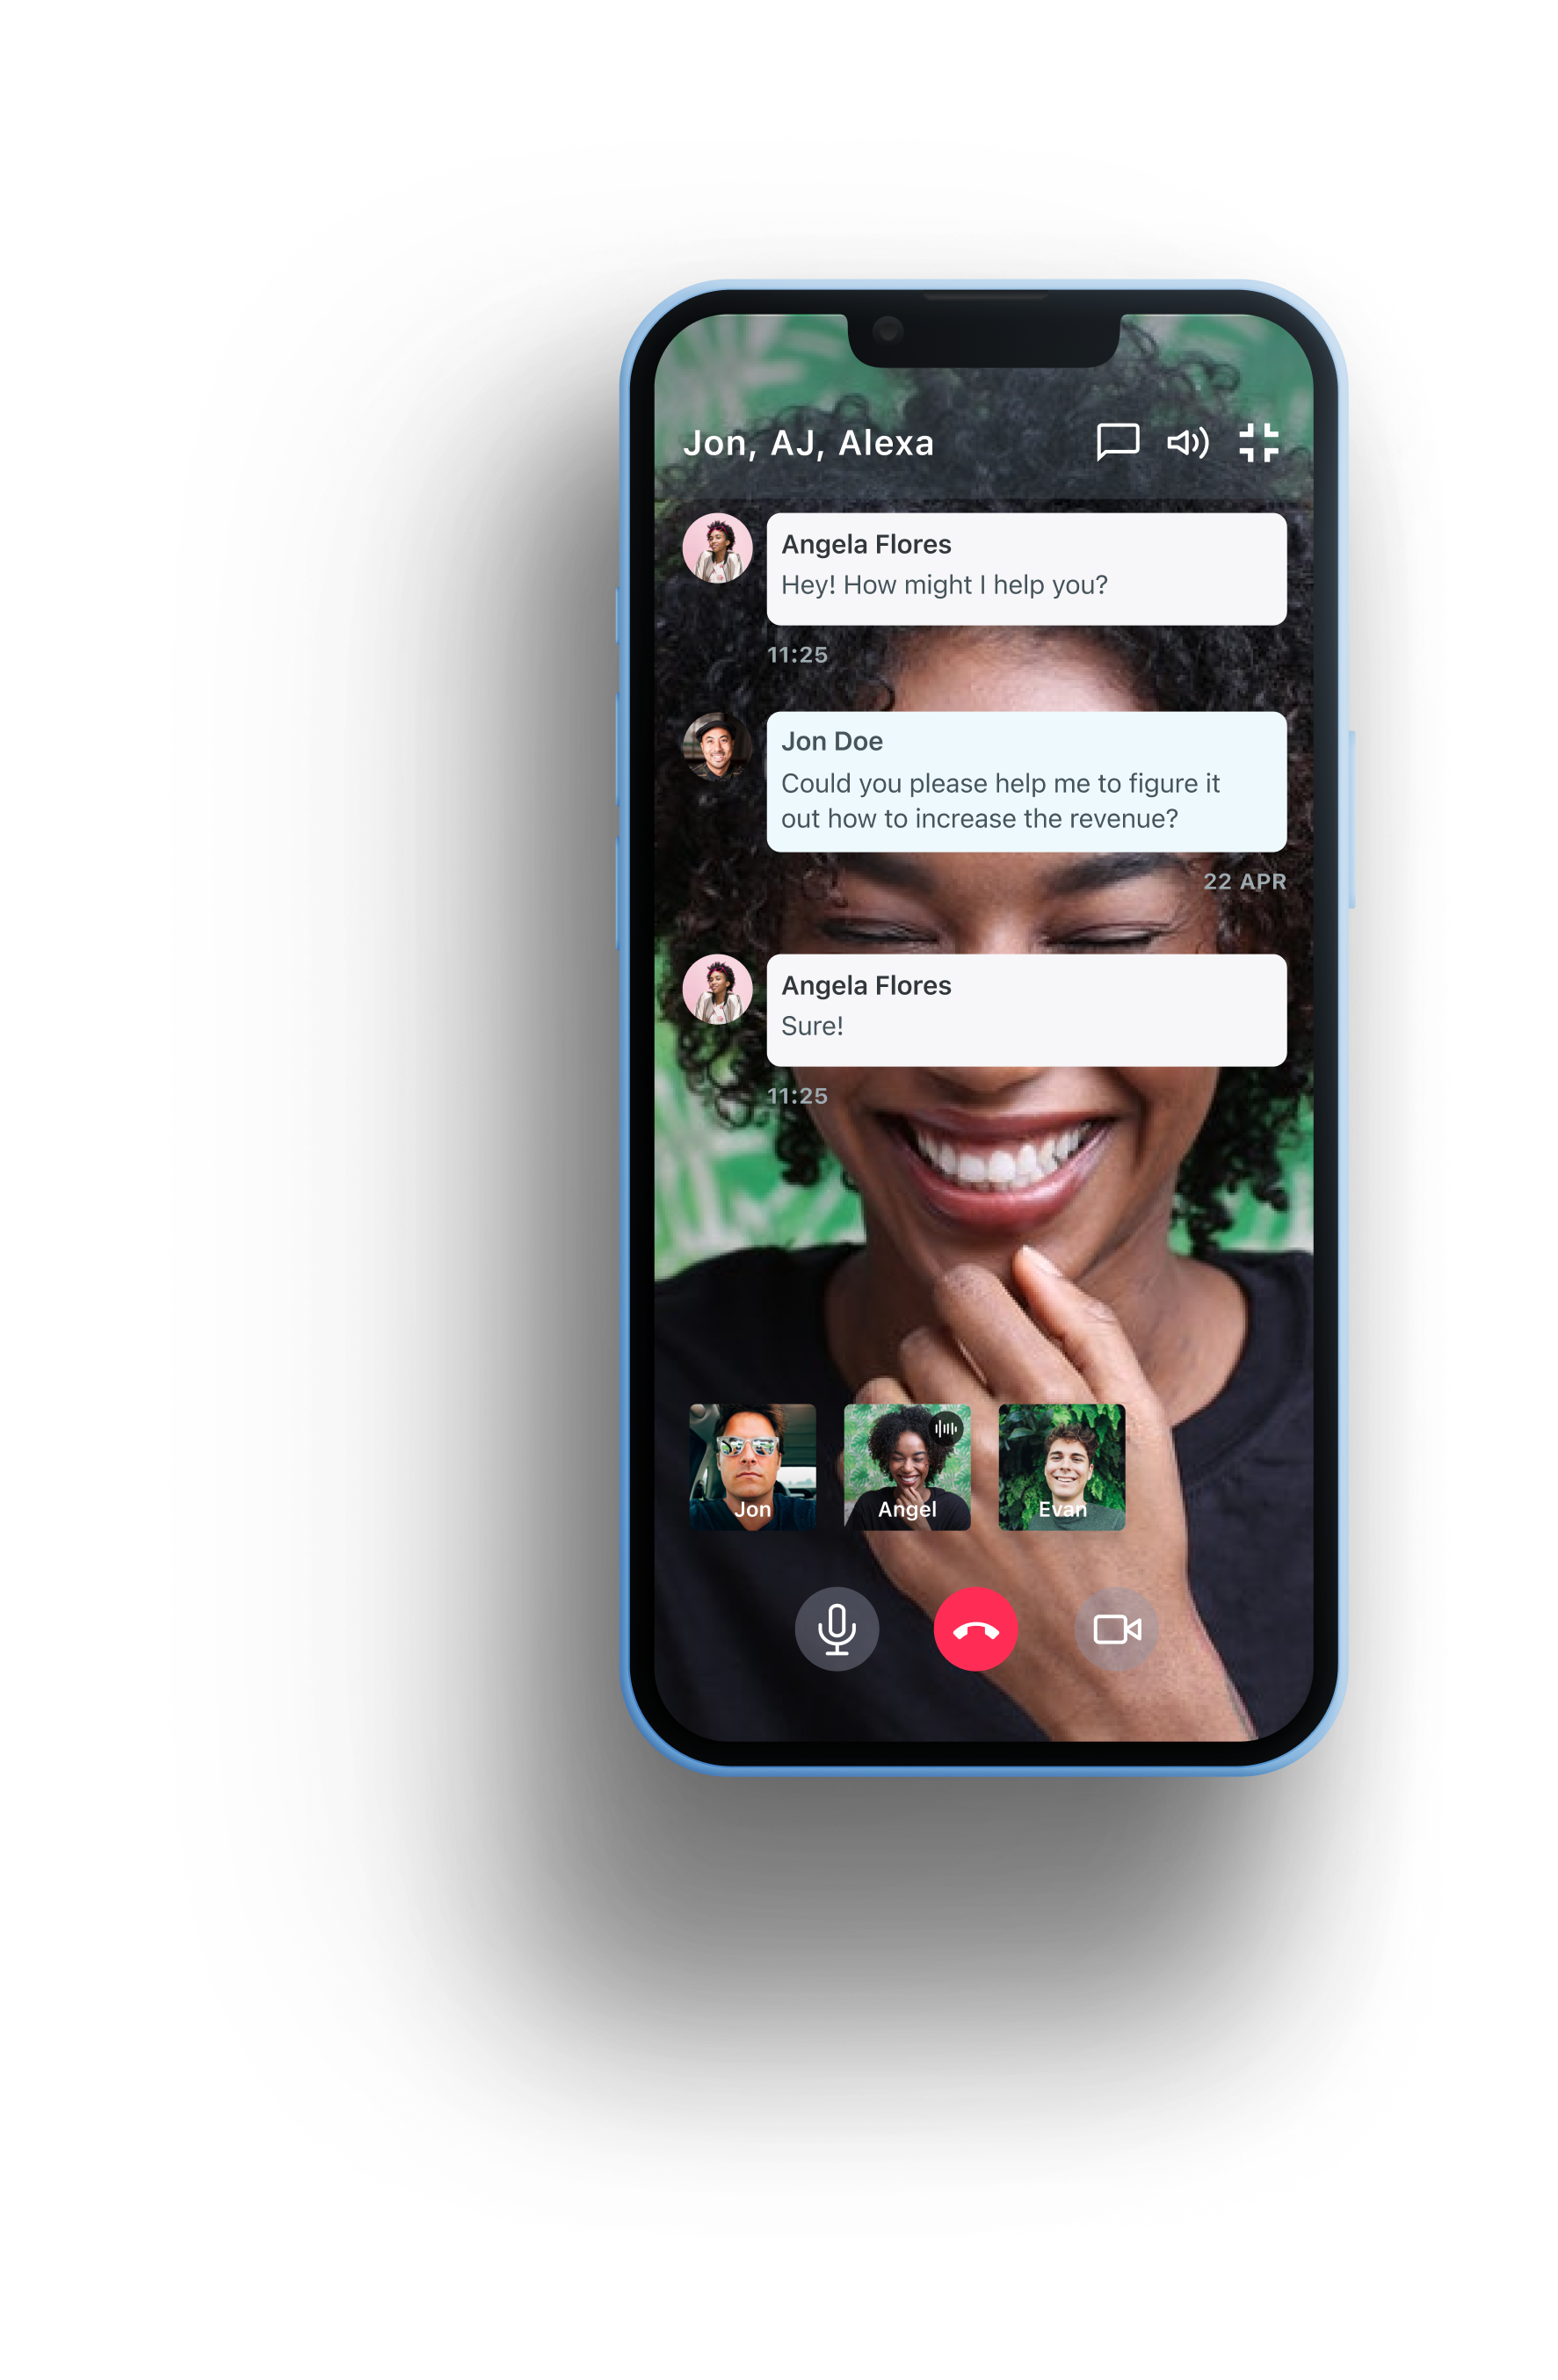 Jon, AJ, Alexa
Angela Flores
Hey! How might I help you?
11:25
Jon Doe
Could you please help me to figure it
out how to increase the revenue?
22 APR
Angela Flores
Sure!
11:25
Jon
Angel
Evan